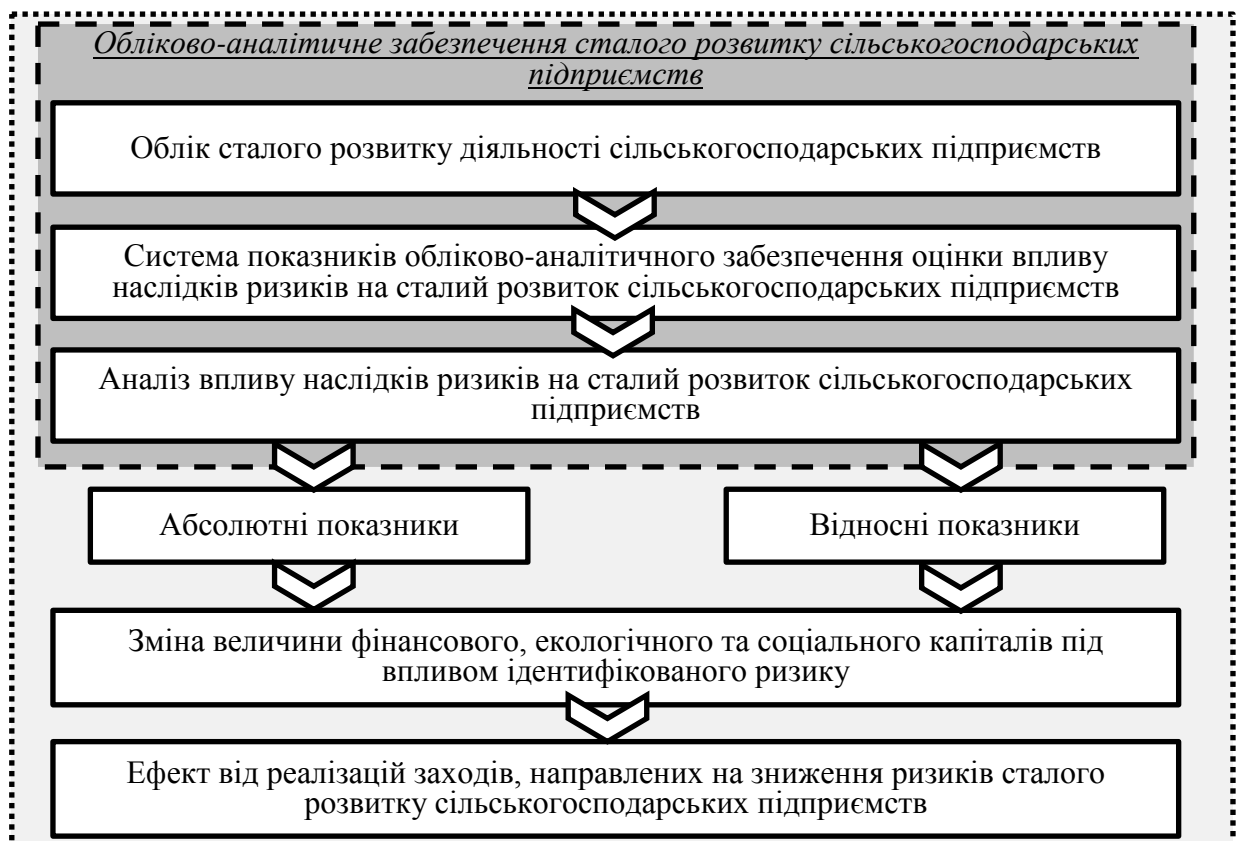 Обліково-аналітичне забезпечення сталого розвитку сільськогосподарських
підприємств
Облік сталого розвитку діяльності сільськогосподарських підприємств
Система показників обліково-аналітичного забезпечення оцінки впливу
наслідків ризиків на сталий розвиток сільськогосподарських підприємств
Аналіз впливу наслідків ризиків на сталий розвиток сільськогосподарських
підприємств
Абсолютні показники
Відносні показники
Зміна величини фінансового, екологічного та соціального капіталів під
впливом ідентифікованого ризику
Ефект від реалізацій заходів, направлених на зниження ризиків сталого
розвитку сільськогосподарських підприємств